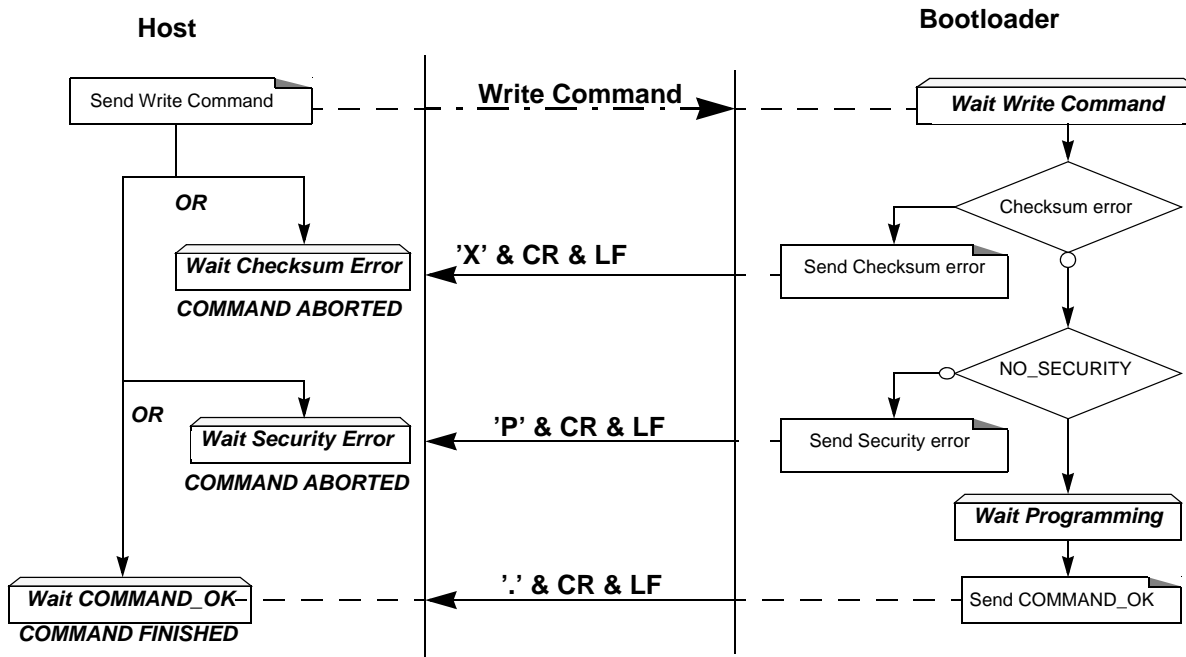 Host
Bootloader
Send Write Command
Write Command
Wait Write Command
OR
Checksum error
Wait Checksum Error
'X' & CR & LF
Send Checksum error
COMMAND ABORTED
NO_SECURITY
OR
Wait Security Error
'P' & CR & LF
Send Security error
COMMAND ABORTED
Wait Programming
Wait COMMAND_OK
'.' & CR & LF
Send COMMAND_OK
COMMAND FINISHED